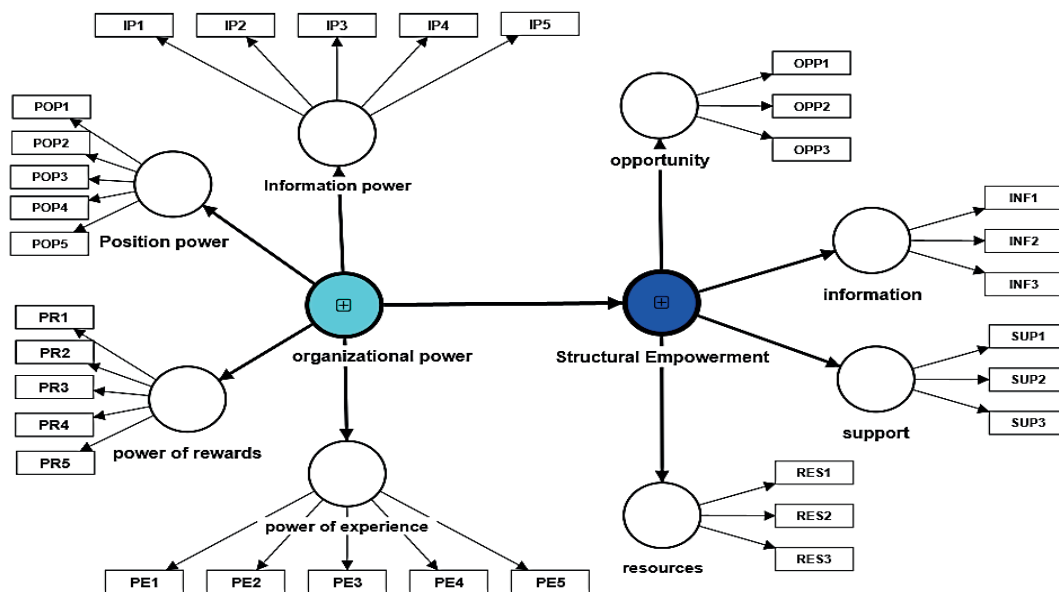 IP1
IP2
IP3
IP4
IP5
Information power
POP1
POP2
POP3
POP4
POP5
Position power
PR1
PR2
PR3
PR4
PR5
power of rewards
organizational power
power of experience
PE1
PE2
PE3
PE4
PE5
OPP1
OPP2
OPP3
opportunity
INF1
INF2
INF3
information
Structural Empowerment
SUP1
SUP2
SUP3
support
RES1
RES2
RES3
resources